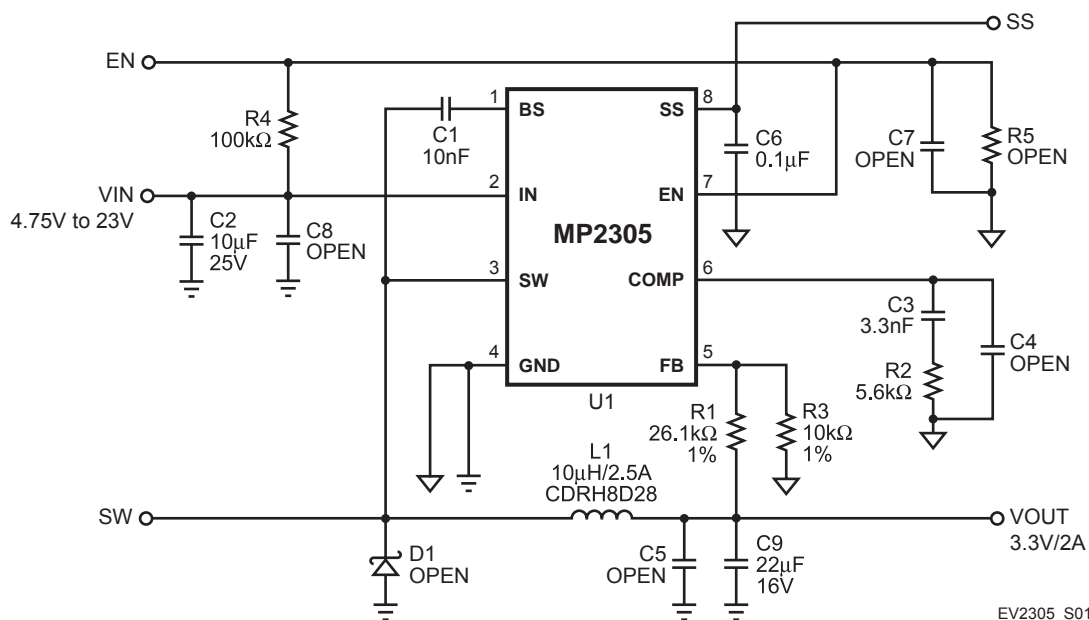 SS
EN
R4
100kΩ
C1
10nF
1
BS
SS
8
C6
0.1µF
C7
OPEN
R5
OPEN
VIN
4.75V to 23V
C2
10µF
25V
C8
OPEN
2
IN
EN
7
MP2305
3
SW
COMP
6
C3
3.3nF
C4
OPEN
R2
5.6kΩ
4
GND
FB
5
U1
R1
26.1kΩ
1%
R3
10kΩ
1%
L1
10µH/2.5A
CDRH8D28
SW
VOUT
3.3V/2A
D1
OPEN
C5
OPEN
C9
22µF
16V
EV2305_S01